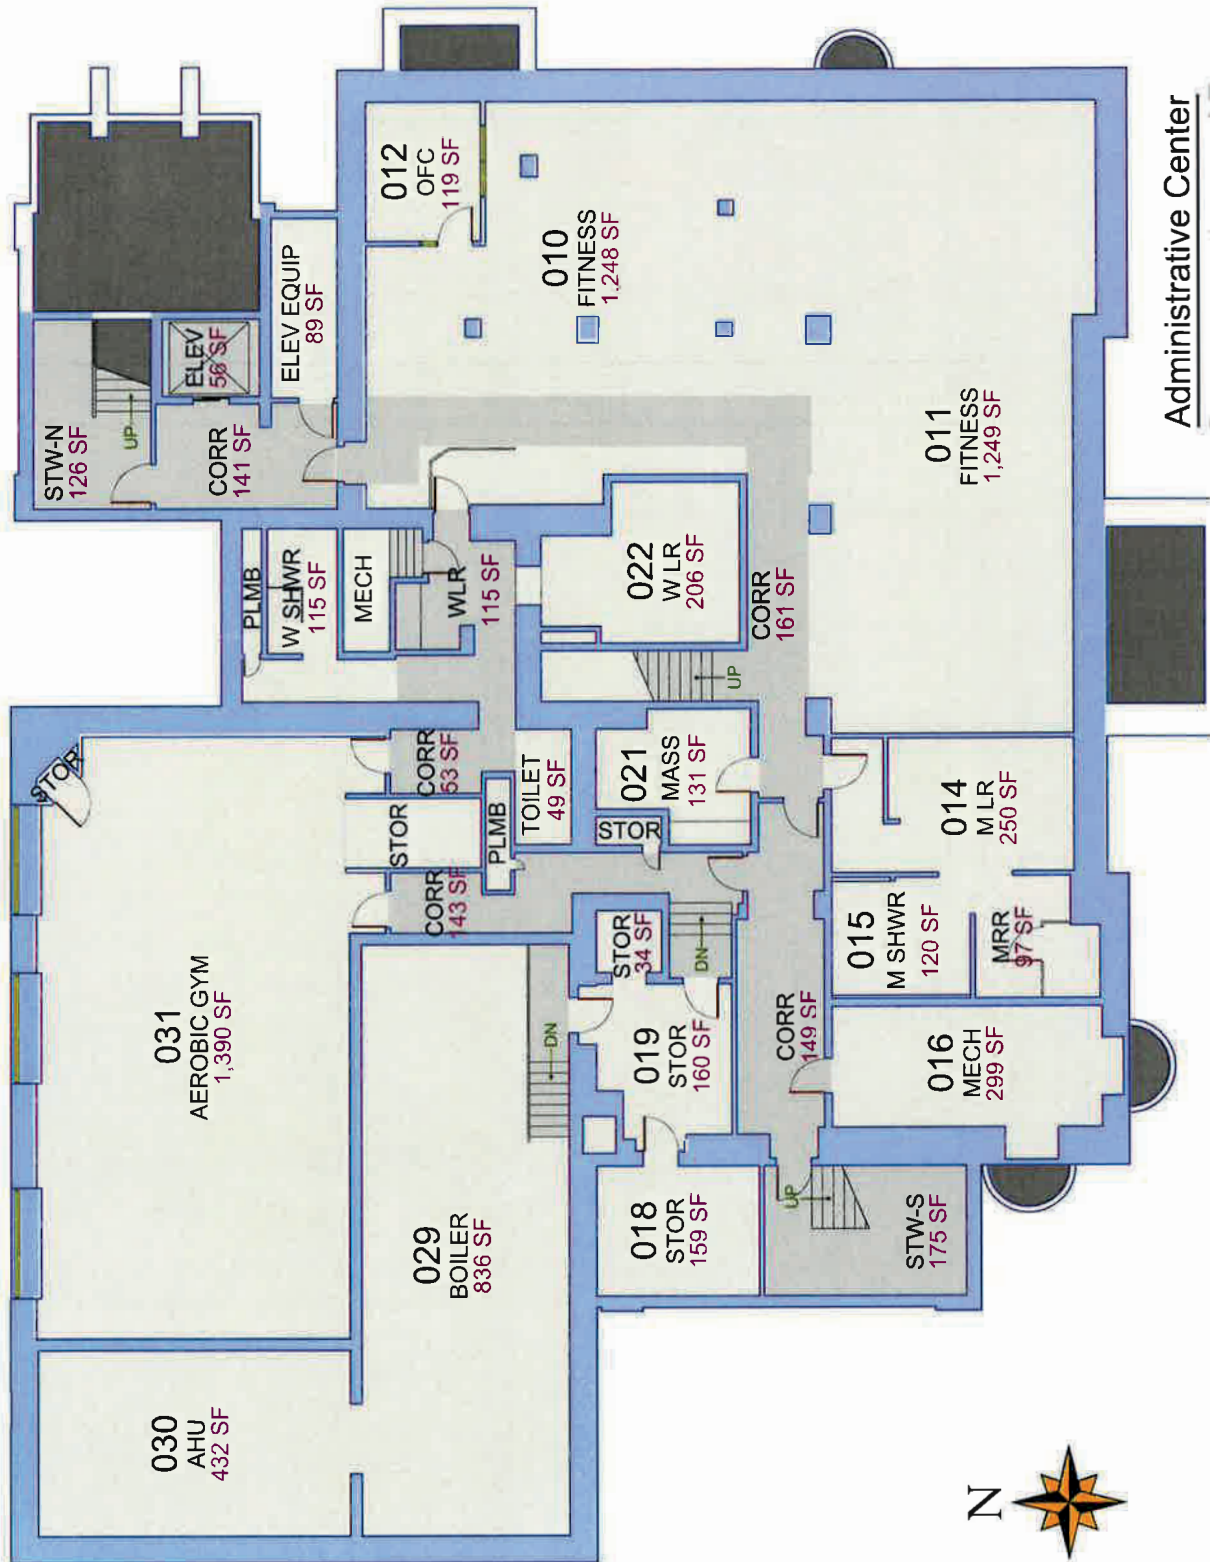 STW-N
126 SF
UP
ELEV
56 SF
CORR
141 SF
ELEV EQUIP
89 SF
012
OFC
119 SF
010
FITNESS
1,248 SF
011
FITNESS
1,249 SF
PLMB
W SHWR
115 SF
MECH
WLR
115 SF
022
W LR
206 SF
CORR
161 SF
UP
STOR
031
AEROBIC GYM
1,390 SF
CORR
53 SF
STOR
PLMB
TOILET
49 SF
021
MASS
131 SF
STOR
CORR
143 SF
014
M LR
250 SF
015
M SHWR
120 SF
MRR
97 SF
STOR
34 SF
DN
DN
019
STOR
160 SF
CORR
149 SF
016
MECH
299 SF
029
BOILER
836 SF
018
STOR
159 SF
UP
STW-S
175 SF
030
AHU
432 SF
N
Administrative Center